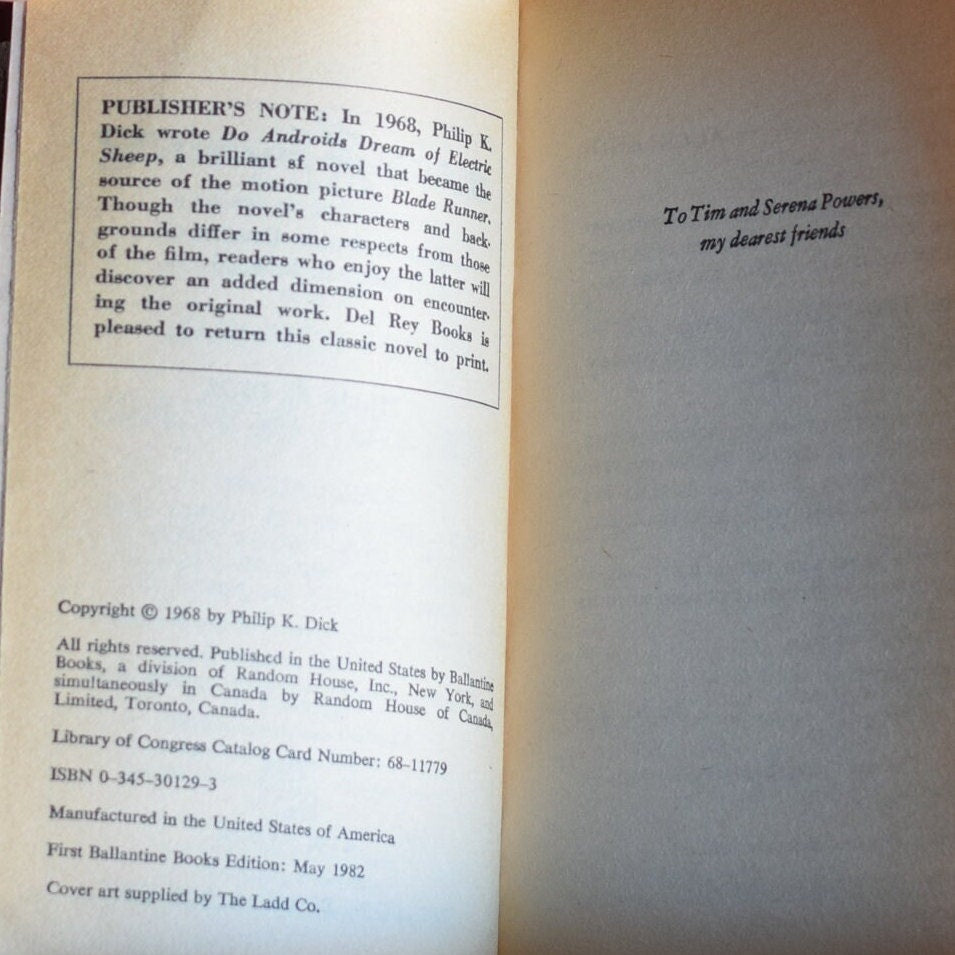 PUBLISHER'S NOTE: In 1968, Philip K.
Dick wrote Do Androids Dream of Electric
Sheep, a brilliant sf novel that became the
source of the motion picture Blade Runner.
Though the novel's characters and back-
grounds differ in some respects from those
of the film, readers who enjoy the latter will
discover an added dimension on encounter-
ing the original work. Del Rey Books is
pleased to return this classic novel to print.
Copyright © 1968 by Philip K. Dick
All rights reserved. Published in the United States by Ballantine
Books, a division of Random House, Inc., New York, and
simultaneously in Canada by Random House of Canada,
Limited, Toronto, Canada.
Library of Congress Catalog Card Number: 68-11779
ISBN 0-345-30129-3
Manufactured in the United States of America
First Ballantine Books Edition: May 1982
Cover art supplied by The Ladd Co.
To Tim and Serena Powers,
my dearest friends